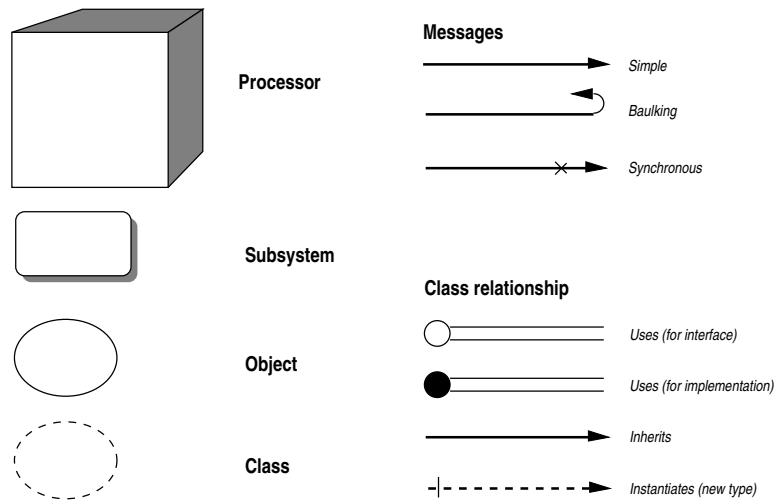 Processor
Subsystem
Object
Class
Messages
Simple
Baulking
Synchronous
Class relationship
Uses (for interface)
Uses (for implementation)
Inherits
Instantiates (new type)